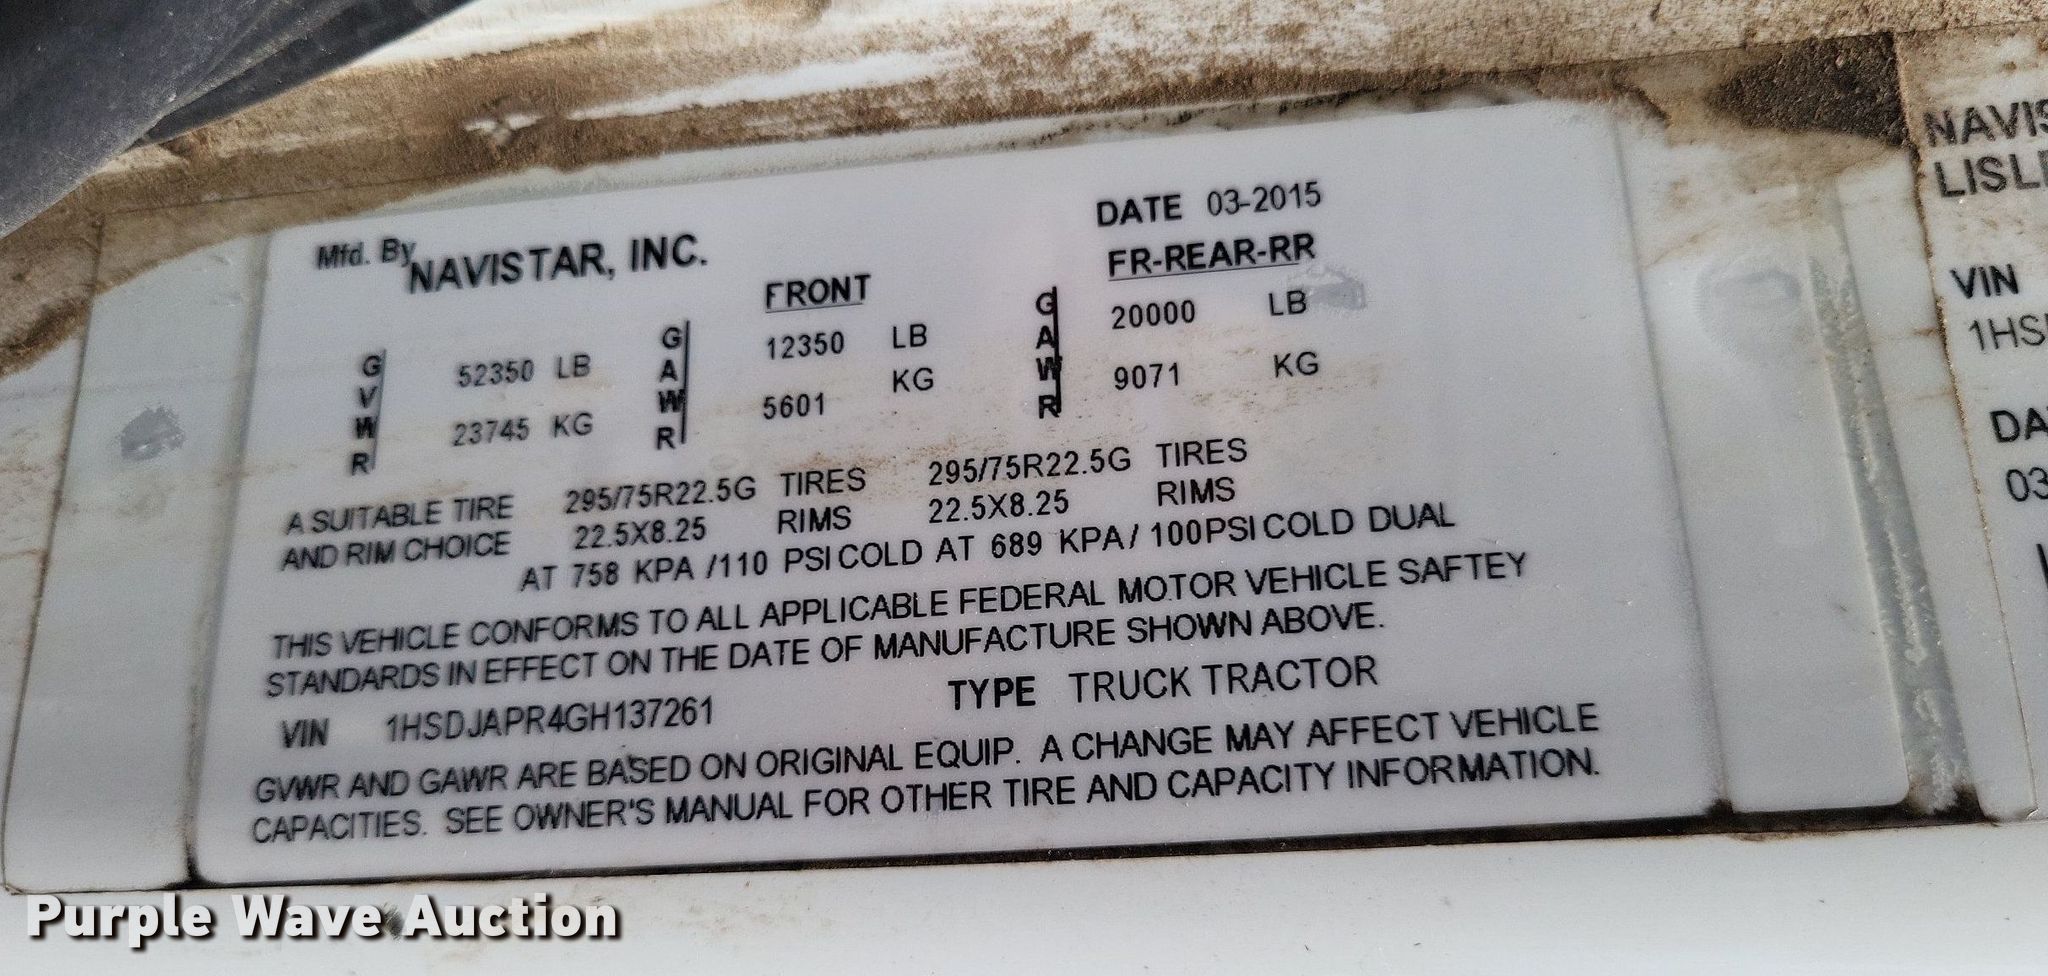 Mfd. By NAVISTAR, INC.
DATE 03-2015
FRONT
FR-REAR-RR
GVWR 52350 LB
23745 KG
GAWR 12350 LB
5601 KG
GAWR 20000 LB
9071 KG
A SUITABLE TIRE 295/75R22.5G TIRES 295/75R22.5G TIRES
AND RIM CHOICE 22.5X8.25 RIMS 22.5X8.25 RIMS
AT 758 KPA /110 PSI COLD AT 689 KPA/ 100PSI COLD DUAL
THIS VEHICLE CONFORMS TO ALL APPLICABLE FEDERAL MOTOR VEHICLE SAFTEY
STANDARDS IN EFFECT ON THE DATE OF MANUFACTURE SHOWN ABOVE.
VIN 1HSDJAPR4GH137261 TYPE TRUCK TRACTOR
GVWR AND GAWR ARE BASED ON ORIGINAL EQUIP. A CHANGE MAY AFFECT VEHICLE
CAPACITIES. SEE OWNER'S MANUAL FOR OTHER TIRE AND CAPACITY INFORMATION.
NAVIS
LISL
VIN
1HS
DA
03
Purple Wave Auction